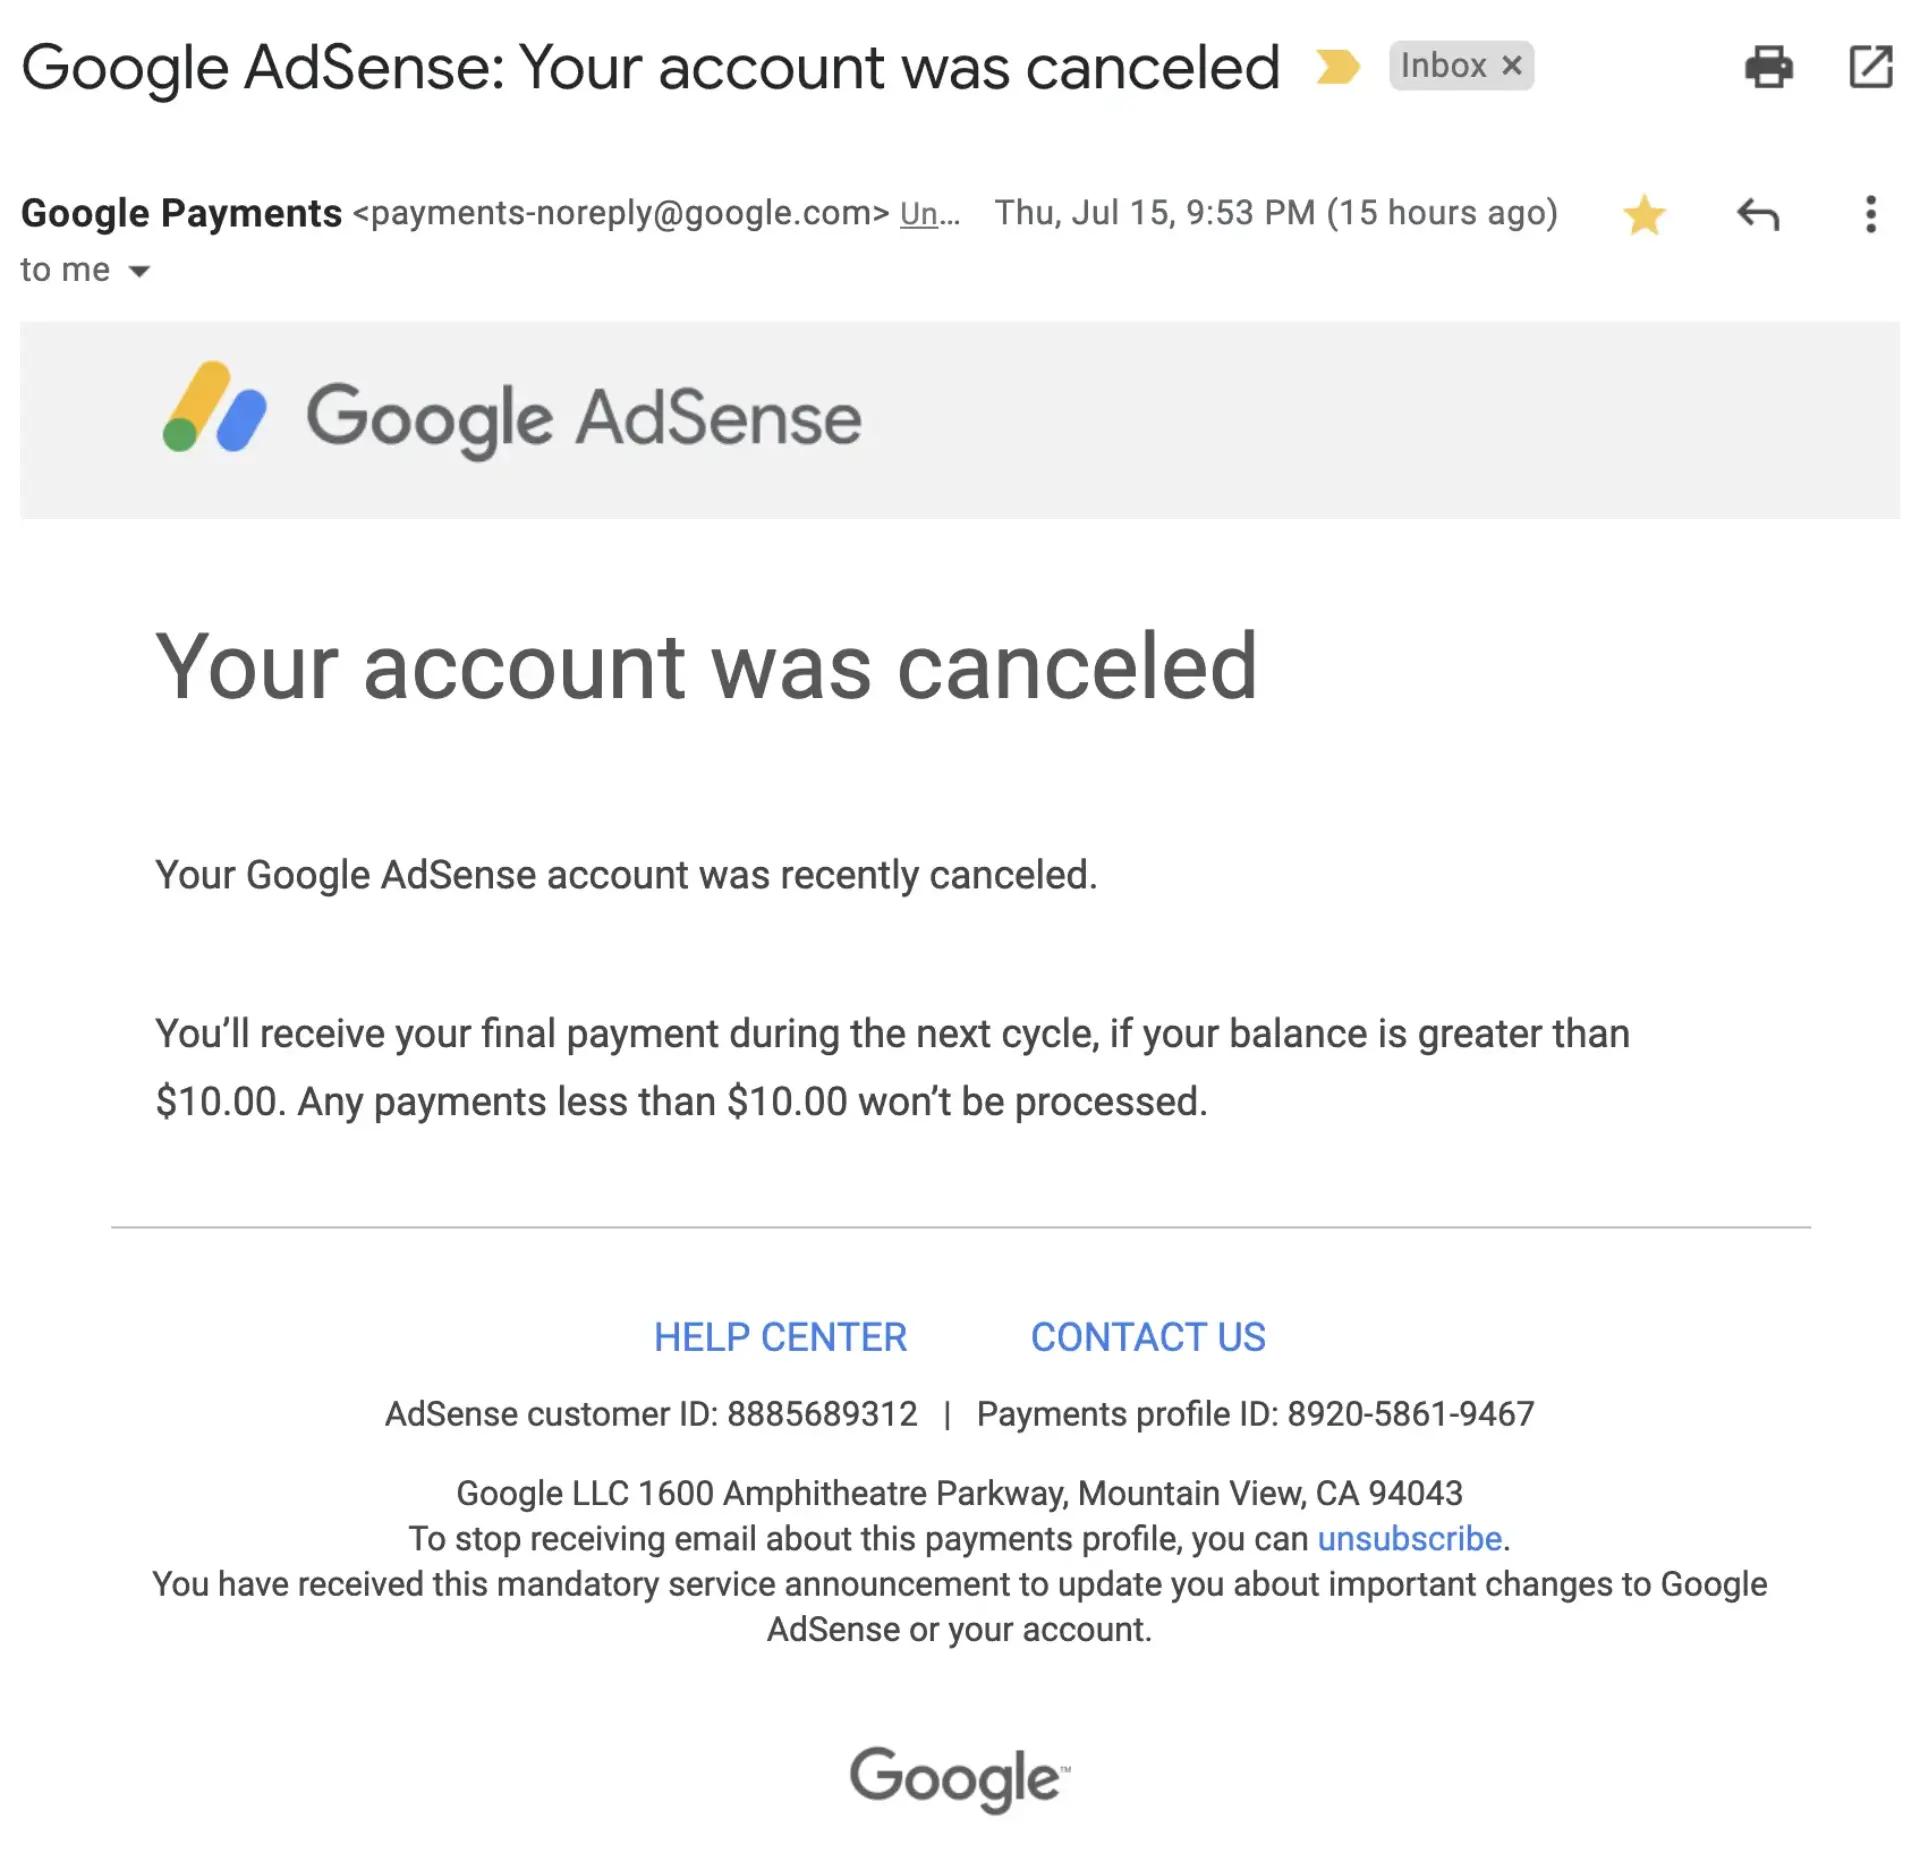 Google AdSense: Your account was canceled Inbox ×
Google Payments <payments-noreply@google.com> Un... Thu, Jul 15, 9:53 PM (15 hours ago)
to me
Google AdSense
Your account was canceled
Your Google AdSense account was recently canceled.
You’ll receive your final payment during the next cycle, if your balance is greater than
$10.00. Any payments less than $10.00 won’t be processed.
HELP CENTER CONTACT US
AdSense customer ID: 8885689312 | Payments profile ID: 8920-5861-9467
Google LLC 1600 Amphitheatre Parkway, Mountain View, CA 94043
To stop receiving email about this payments profile, you can unsubscribe.
You have received this mandatory service announcement to update you about important changes to Google
AdSense or your account.
Google™